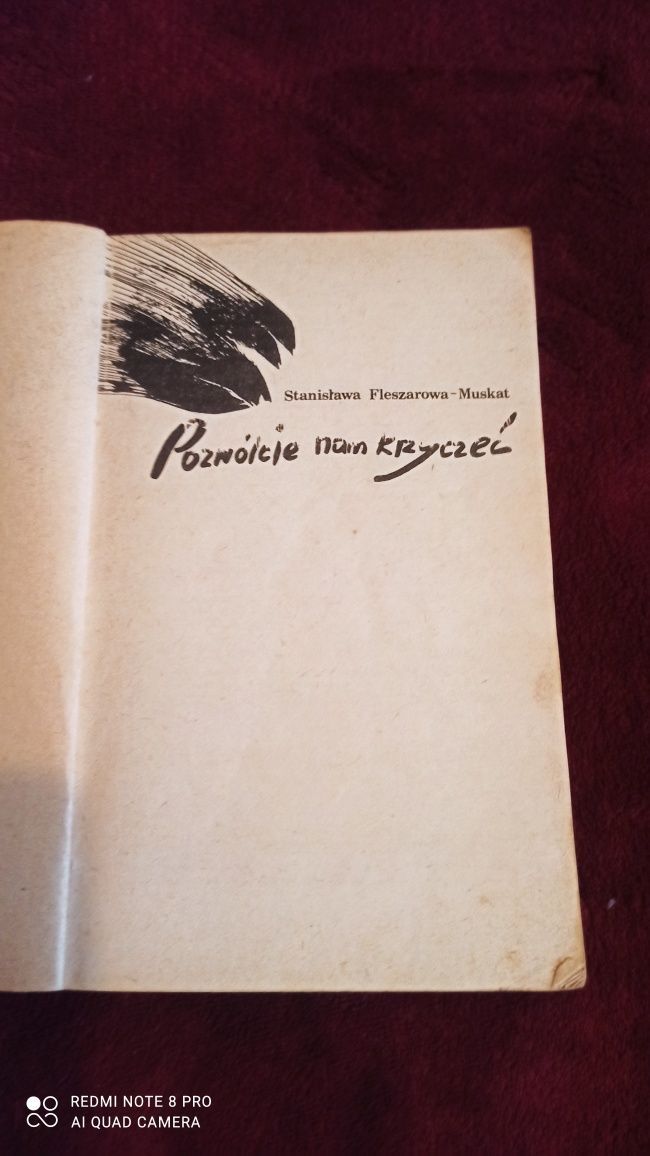 Stanisława Fleszarowa-Muskat
Pozwólcie nam krzyczeć
REDMI NOTE 8 PRO
AI QUAD CAMERA